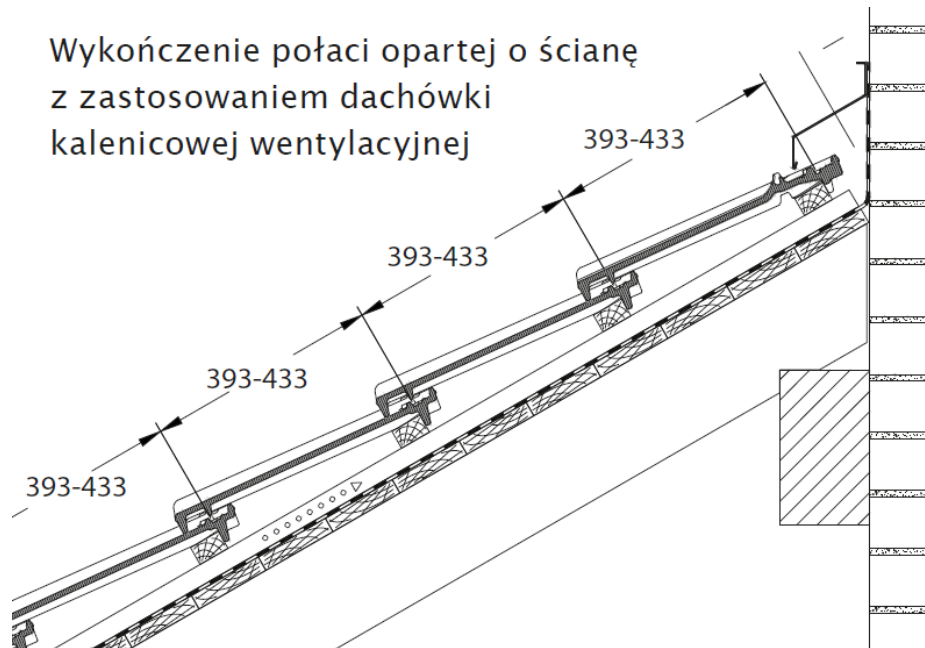 Wykończenie połaci opartej o ścianę
z zastosowaniem dachówki
kalenicowej wentylacyjnej
393-433
393-433
393-433
393-433